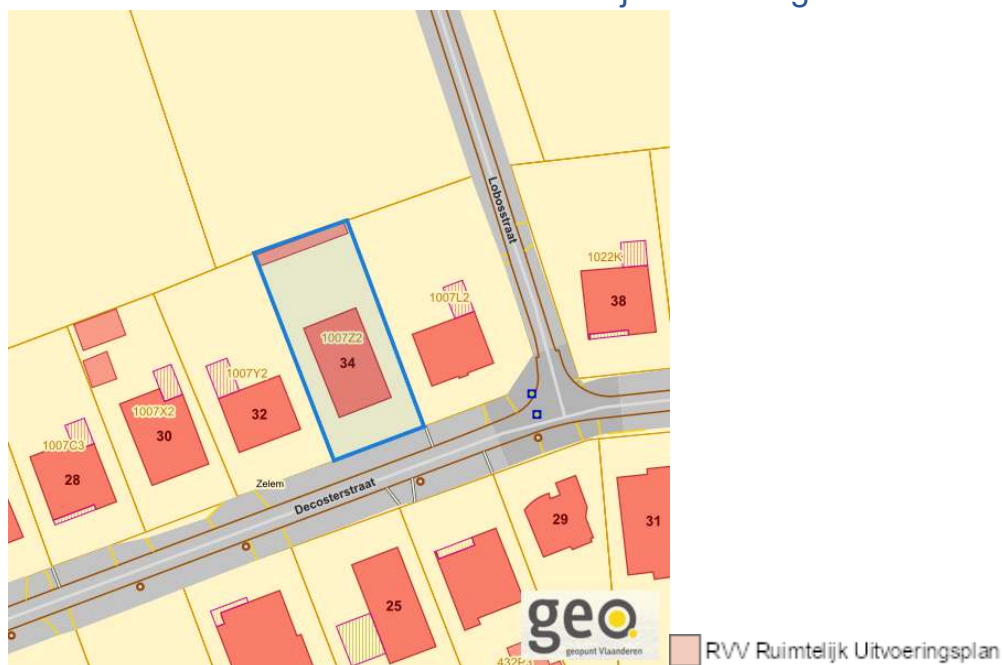 Lobosstraat
1022K
38
1007L2
1007Z2
34
1007Y2
32
1007X2
30
1007C3
28
Zelem
Decosterstraat
29
31
25
geo.
geopunt Vlaanderen
RVV Ruimtelijk Uitvoeringsplan